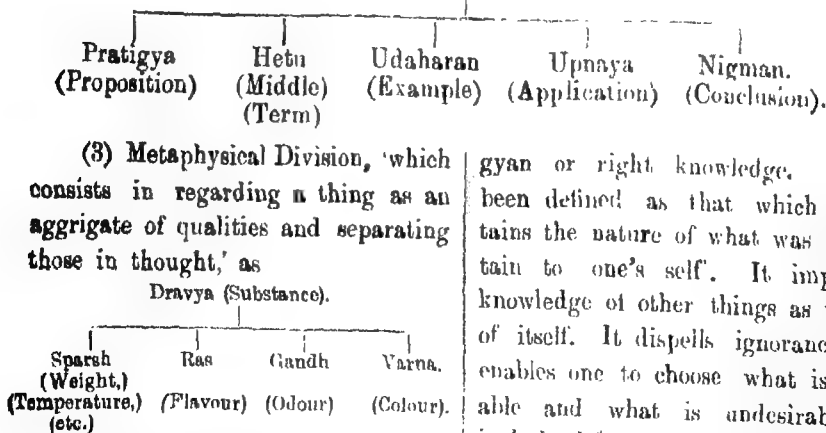 Pratigya Hetu Udaharan Upnaya Nigman.
(Proposition) (Middle) (Example) (Application) (Conclusion).
(Term)
(3) Metaphysical Division, 'which
consists in regarding a thing as an
aggrigate of qualities and separating
those in thought,' as
Dravya (Substance).
Sparsh Ras Gandh Varna.
(Weight,)
(Temperature,) (Flavour) (Odour) (Colour).
(etc.)
gyan or right knowledge.
been defined as that which
tains the nature of what was
tain to one's self. It imp
knowledge of other things as
of itself. It dispells ignoranc
enables one to choose what is
able and what is undesirab